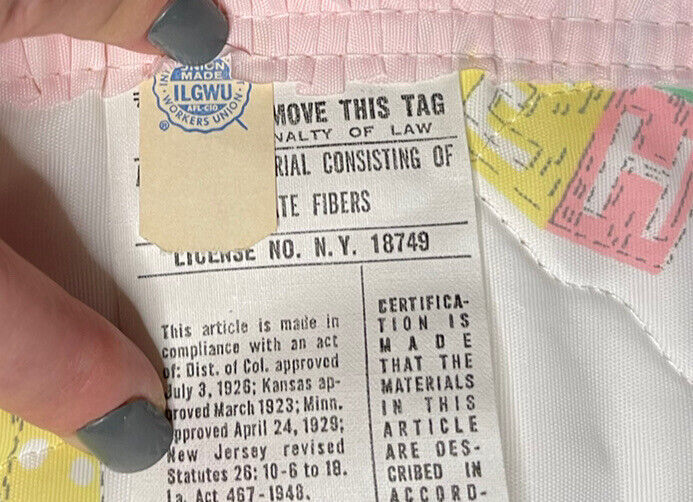 UNION
MADE
ILGWU
AFL-CIO
WORKERS UNION
®
MOVE THIS TAG
NALTY OF LAW
RIAL CONSISTING OF
TE FIBERS
LICENSE NO. N.Y. 18749
This article is made in
compliance with an act
of: Dist. of Col. approved
July 3, 1926; Kansas ap-
proved March 1923; Minn.
approved April 24, 1929;
New Jersey revised
Statutes 26: 10-6 to 18.
La. Act 467-1948.
CERTIFICA-
TION IS
MADE
THAT THE
MATERIALS
IN THIS
ARTICLE
ARE DES-
CRIBED IN
ACCORD-
H